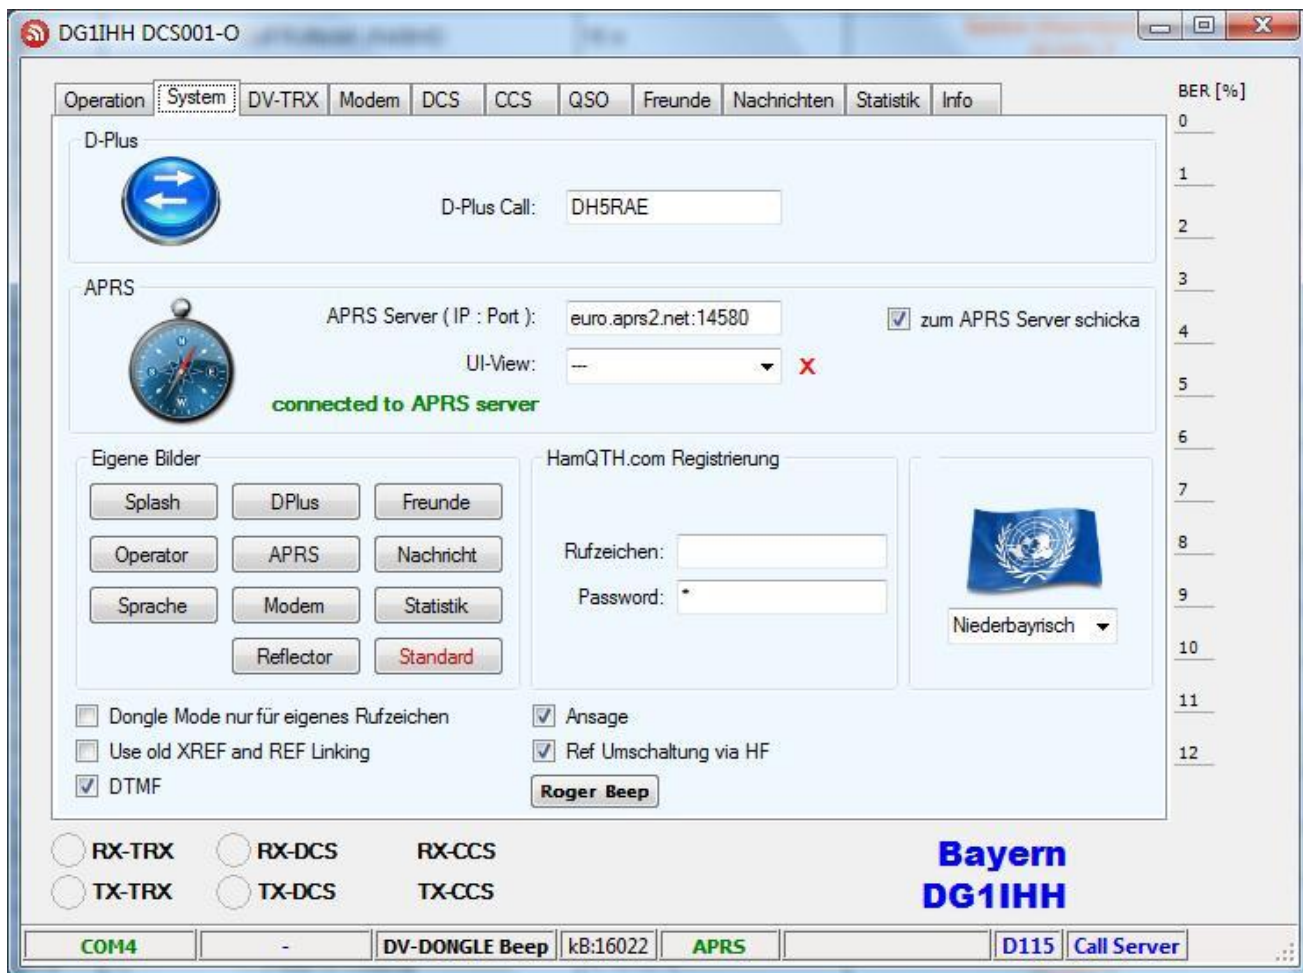 DG1IHH DCS001-O
Operation System DV-TRX Modem DCS CCS QSO Freunde Nachrichten Statistik Info
BER [%]
D-Plus
D-Plus Call: DH5RAE
APRS
APRS Server ( IP : Port ): euro.aprs2.net:14580 zum APRS Server schicka
UI-View: --- X
connected to APRS server
Eigene Bilder
Splash DPlus Freunde
Operator APRS Nachricht
Sprache Modem Statistik
Reflector Standard
HamQTH.com Registrierung
Rufzeichen:
Password: *
Niederbayrisch
Dongle Mode nur für eigenes Rufzeichen
Use old XREF and REF Linking
DTMF
Ansage
Ref Umschaltung via HF
Roger Beep
0
1
2
3
4
5
6
7
8
9
10
11
12
RX-TRX RX-DCS RX-CCS
TX-TRX TX-DCS TX-CCS
Bayern
DG1IHH
COM4 - DV-DONGLE Beep kB:16022 APRS D115 Call Server